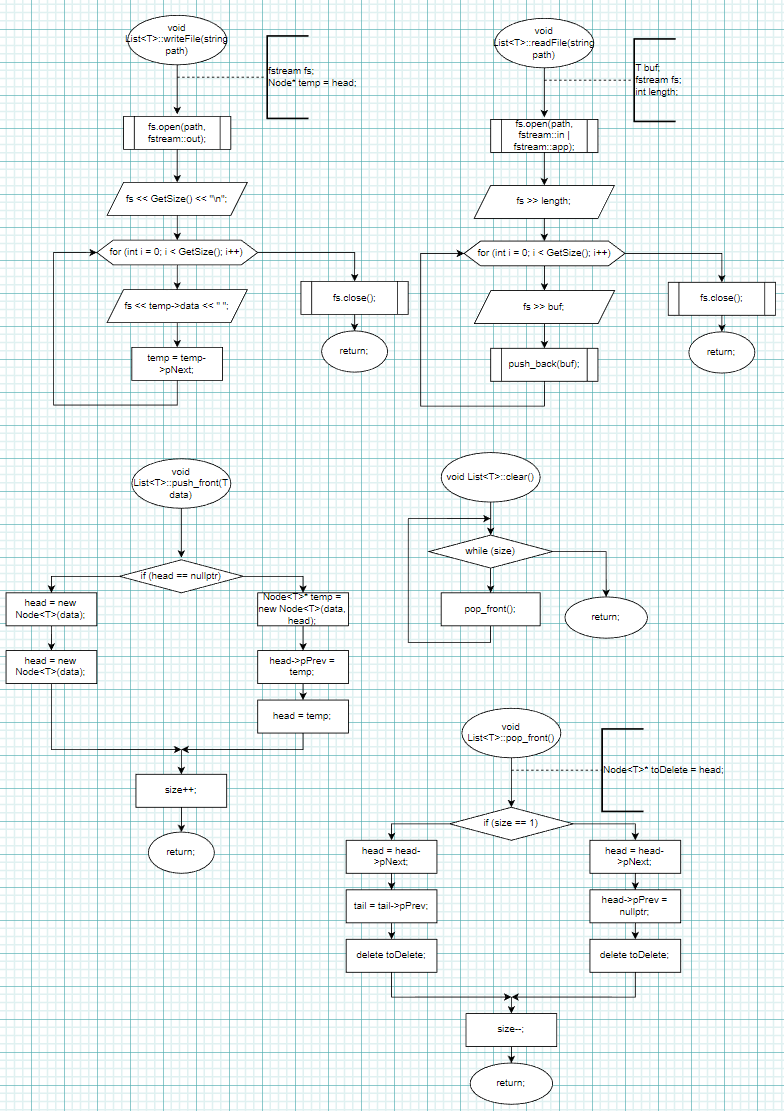 void
List<T>::writeFile(string
path)
fstream fs;
Node* temp = head;
fs.open(path,
fstream::out);
fs << GetSize() << "\n";
for (int i = 0; i < GetSize(); i++)
fs << temp->data << " ";
temp = temp-
>pNext;
fs.close();
return;
void
List<T>::readFile(string
path)
T buf;
fstream fs;
int length;
fs.open(path,
fstream::in |
fstream::app);
fs >> length;
for (int i = 0; i < GetSize(); i++)
fs >> buf;
push_back(buf);
fs.close();
return;
void
List<T>::push_front(T
data)
if (head == nullptr)
head = new
Node<T>(data);
head = new
Node<T>(data);
Node<T>* temp =
new Node<T>(data,
head);
head->pPrev =
temp;
head = temp;
size++;
return;
void List<T>::clear()
while (size)
pop_front();
return;
void
List<T>::pop_front()
Node<T>* toDelete = head;
if (size == 1)
head = head-
>pNext;
tail = tail->pPrev;
delete toDelete;
head = head-
>pNext;
head->pPrev =
nullptr;
delete toDelete;
size--;
return;